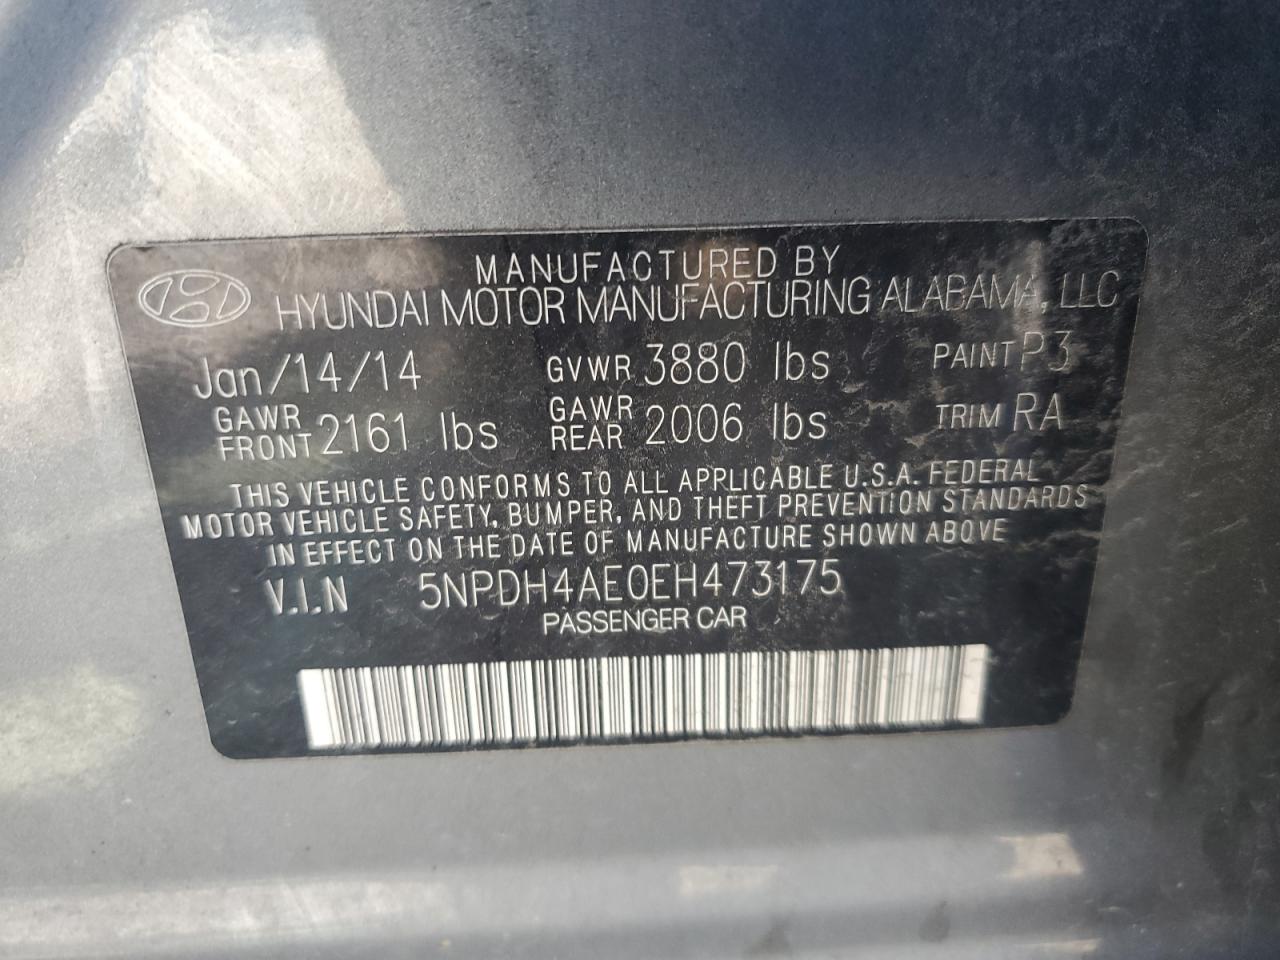 MANUFACTURED BY
HYUNDAI MOTOR MANUFACTURING ALABAMA, LLC
Jan/14/14 GVWR 3880 lbs PAINT P3
GAWR FRONT 2161 lbs GAWR REAR 2006 lbs TRIM RA
THIS VEHICLE CONFORMS TO ALL APPLICABLE U.S.A. FEDERAL
MOTOR VEHICLE SAFETY, BUMPER, AND THEFT PREVENTION STANDARDS
IN EFFECT ON THE DATE OF MANUFACTURE SHOWN ABOVE
V.I.N 5NPDH4AE0EH473175
PASSENGER CAR